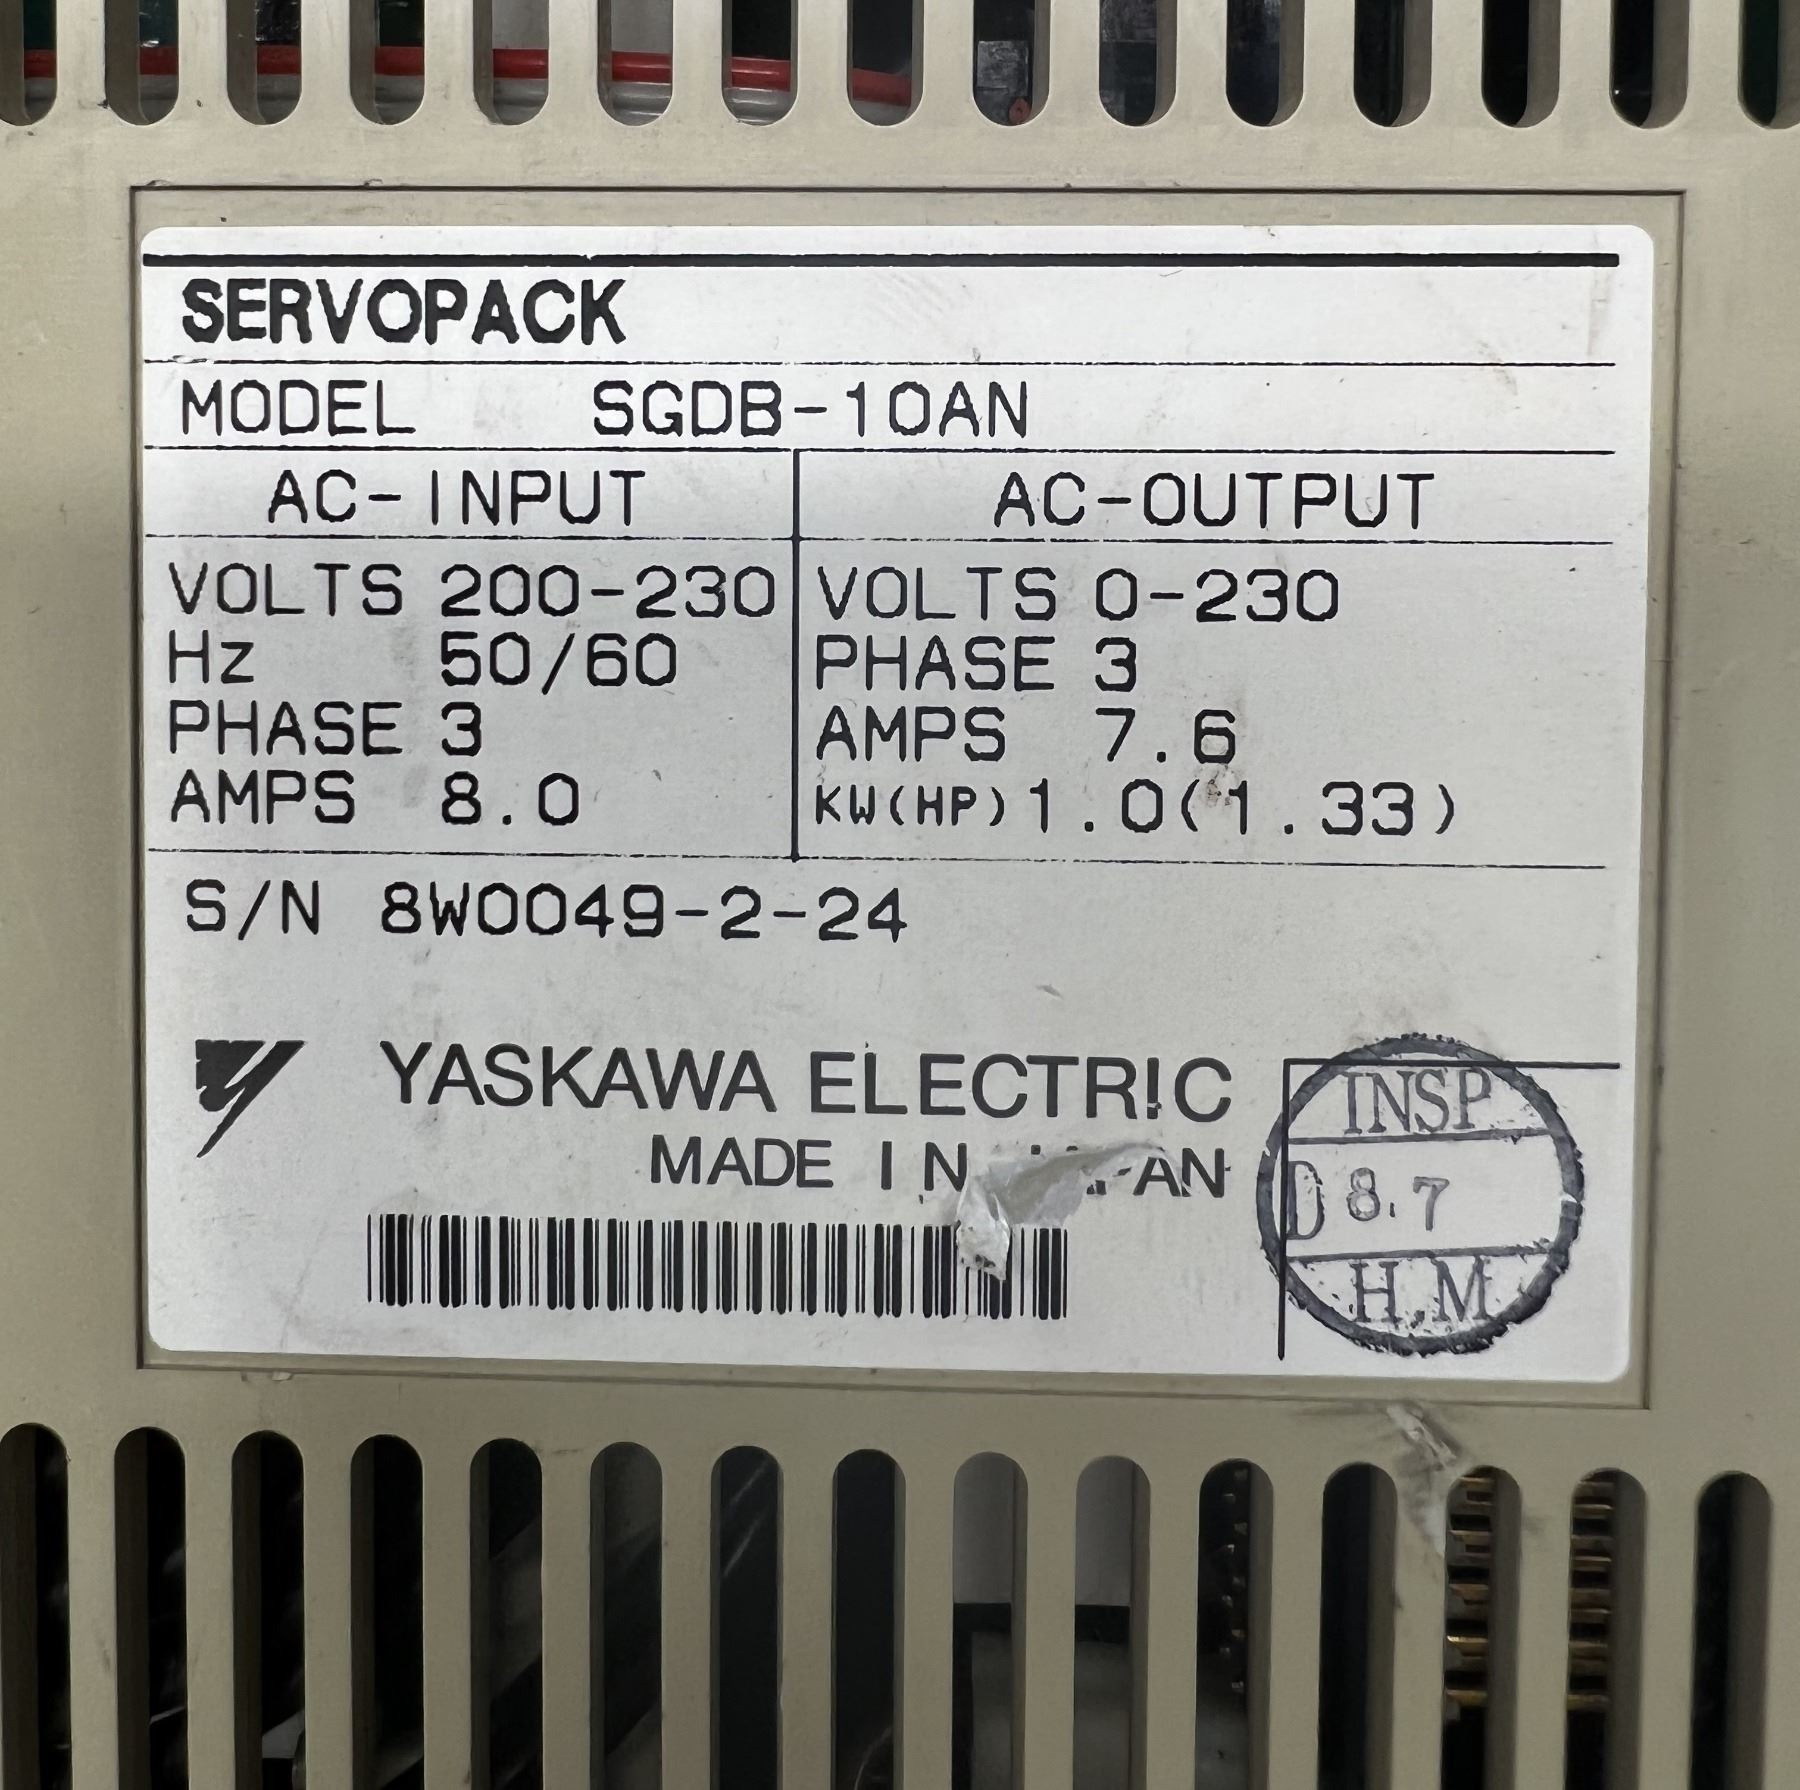 SERVOPACK
MODEL SGDB-10AN
AC-INPUT AC-OUTPUT
VOLTS 200-230 VOLTS 0-230
Hz 50/60 PHASE 3
PHASE 3 AMPS 7.6
AMPS 8.0 KW(HP) 1.0(1.33)
S/N 8W0049-2-24
YASKAWA ELECTRIC
MADE IN
INSP
D 8.7
H.M